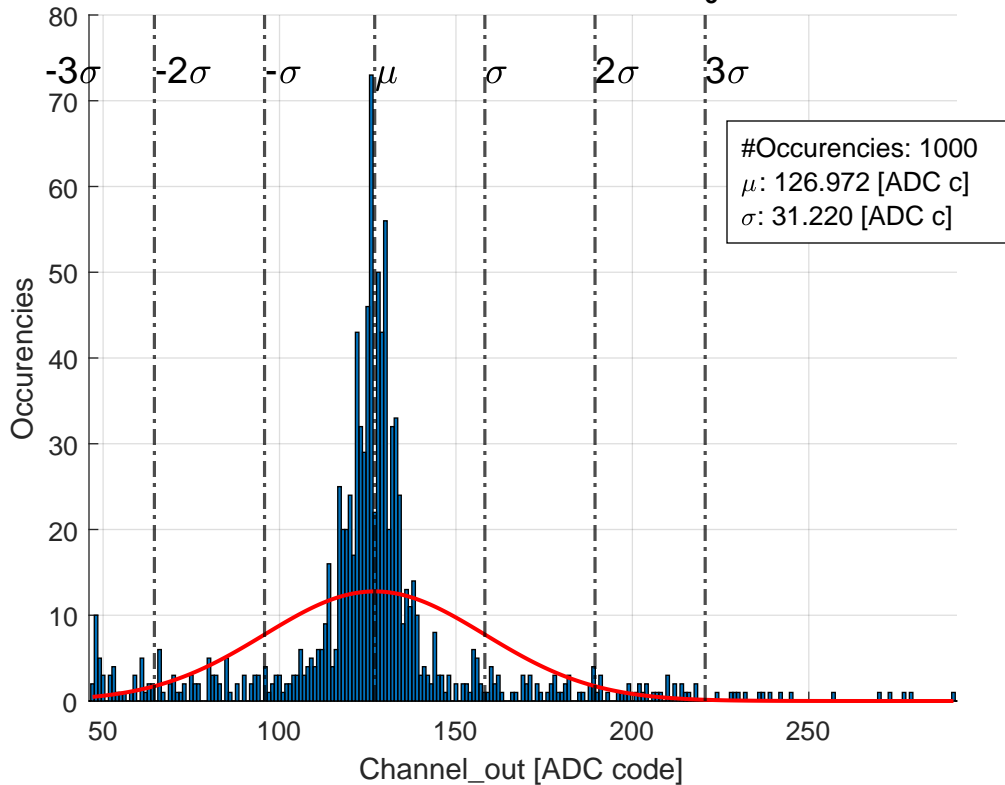 80
70
60
50
40
30
20
10
0
Occurencies
-3σ -2σ -σ μ σ 2σ 3σ
#Occurencies: 1000
μ: 126.972 [ADC c]
σ: 31.220 [ADC c]
50 100 150 200 250
Channel_out [ADC code]